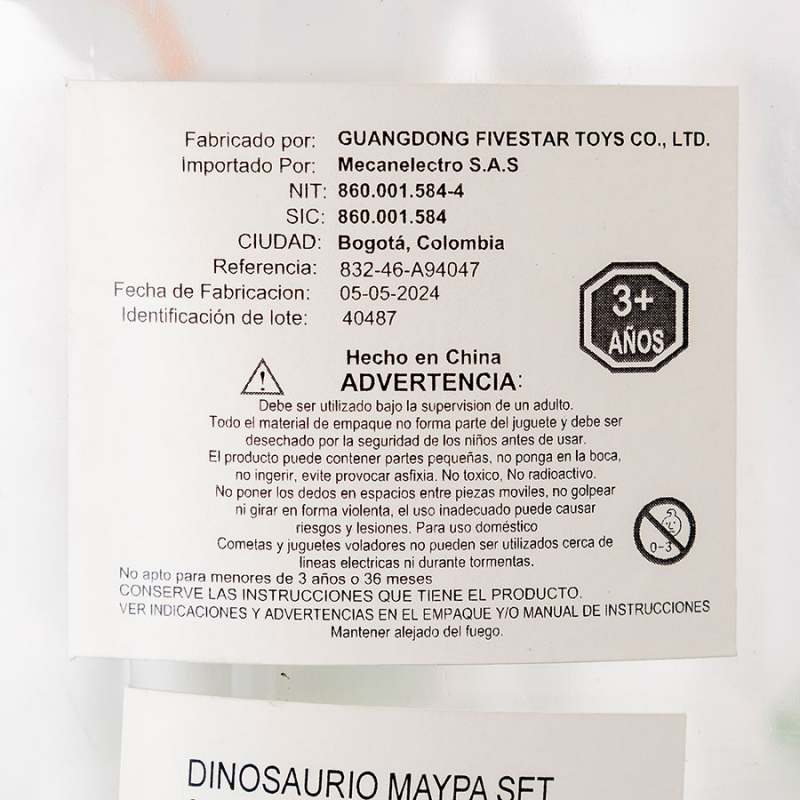 Fabricado por: GUANGDONG FIVESTAR TOYS CO., LTD.
Importado Por: Mecanelectro S.A.S
NIT: 860.001.584-4
SIC: 860.001.584
CIUDAD: Bogotá, Colombia
Referencia: 832-46-A94047
Fecha de Fabricacion: 05-05-2024
Identificación de lote: 40487
3+
AÑOS
Hecho en China
ADVERTENCIA:
Debe ser utilizado bajo la supervision de un adulto.
Todo el material de empaque no forma parte del juguete y debe ser
desechado por la seguridad de los niños antes de usar.
El producto puede contener partes pequeñas, no ponga en la boca,
no ingerir, evite provocar asfixia. No toxico, No radioactivo.
No poner los dedos en espacios entre piezas moviles, no golpear
ni girar en forma violenta, el uso inadecuado puede causar
riesgos y lesiones. Para uso doméstico
Cometas y juguetes voladores no pueden ser utilizados cerca de
lineas electricas ni durante tormentas.
0-3
No apto para menores de 3 años o 36 meses
CONSERVE LAS INSTRUCCIONES QUE TIENE EL PRODUCTO.
VER INDICACIONES Y ADVERTENCIAS EN EL EMPAQUE Y/O MANUAL DE INSTRUCCIONES
Mantener alejado del fuego.
DINOSAURIO MAYPA SET